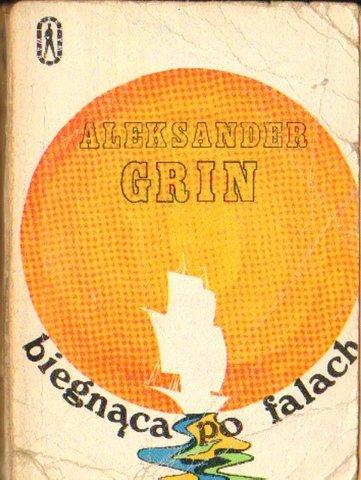 ALEKSANDER
GRIN
biegnąca po falach